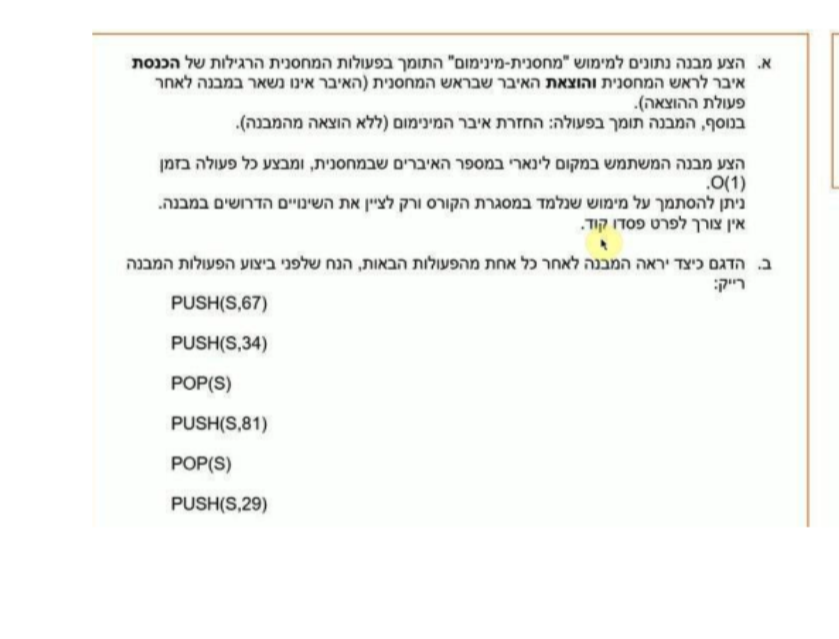 א. הצע מבנה נתונים למימוש "מחסנית-מינימום" התומך בפעולות המחסנית הרגילות של הכנסת
איבר לראש המחסנית והוצאת האיבר שבראש המחסנית (האיבר אינו נשאר במבנה לאחר
פעולת ההוצאה).
בנוסף, המבנה תומך בפעולה: החזרת איבר המינימום (ללא הוצאה מהמבנה).
הצע מבנה המשתמש במקום לינארי במספר האיברים שבמחסנית, ומבצע כל פעולה בזמן
O(1).
ניתן להסתמך על מימוש שנלמד במסגרת הקורס ורק לציין את השינויים הדרושים במבנה.
אין צורך לפרט פסדו קוד.
ב. הדגם כיצד יראה המבנה לאחר כל אחת מהפעולות הבאות, הנח שלפני ביצוע הפעולות המבנה
רייק:
PUSH(S,67)
PUSH(S,34)
POP(S)
PUSH(S,81)
POP(S)
PUSH(S,29)